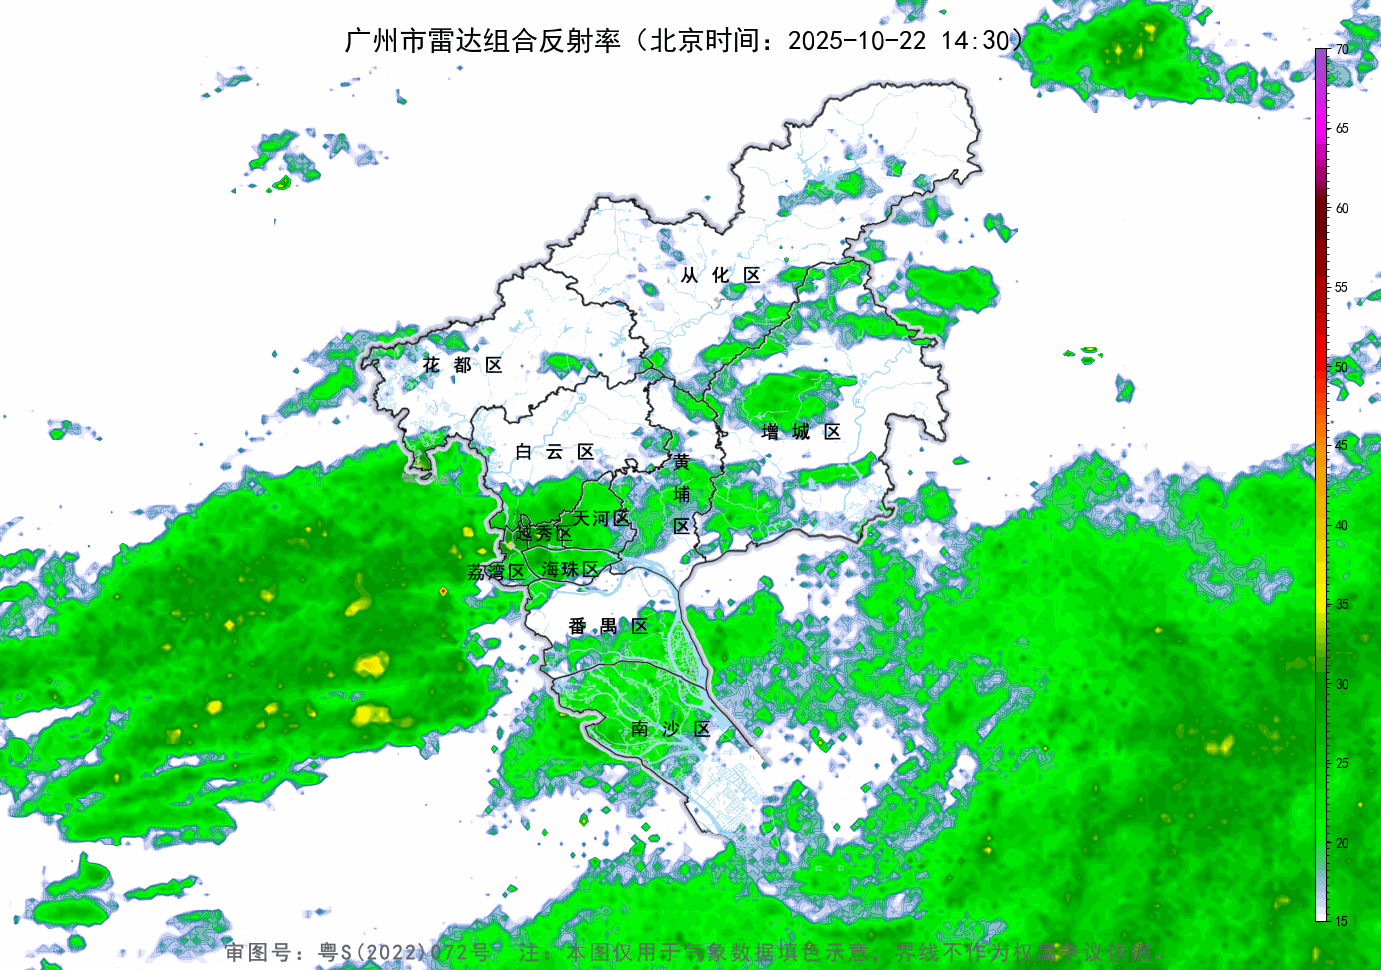 广州市雷达组合反射率（北京时间：2025-10-22 14:30）
70
65
60
55
50
45
40
35
30
25
20
15
从化区
花都区
增城区
白云区
黄埔区
天河区
越秀区
荔湾区
海珠区
番禺区
南沙区
审图号：粤S(2022)072号 注：本图仅用于气象数据填色示意，界线不作为权属争议依据。